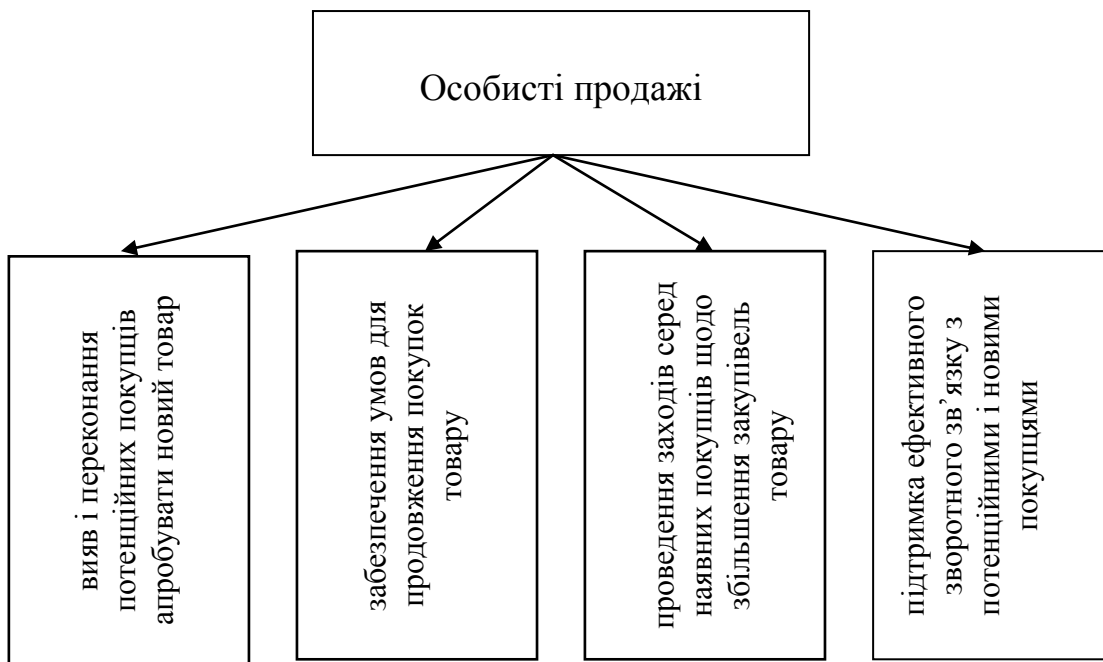 Особисті продажі
вияв і переконання
потенційних покупців
апробувати новий товар
забезпечення умов для
продовження покупок
товару
проведення заходів серед
наявних покупців щодо
збільшення закупівель
товару
підтримка ефективного
зворотного зв’язку з
потенційними і новими
покупцями